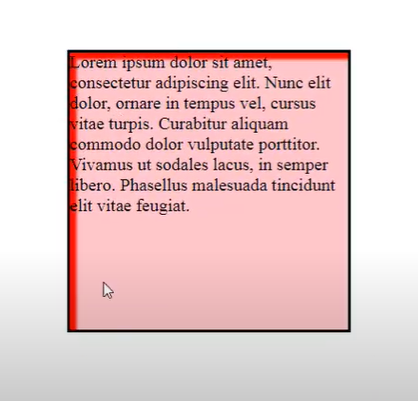 Lorem ipsum dolor sit amet,
consectetur adipiscing elit. Nunc elit
dolor, ornare in tempus vel, cursus
vitae turpis. Curabitur aliquam
commodo dolor vulputate porttitor.
Vivamus ut sodales lacus, in semper
libero. Phasellus malesuada tincidunt
elit vitae feugiat.